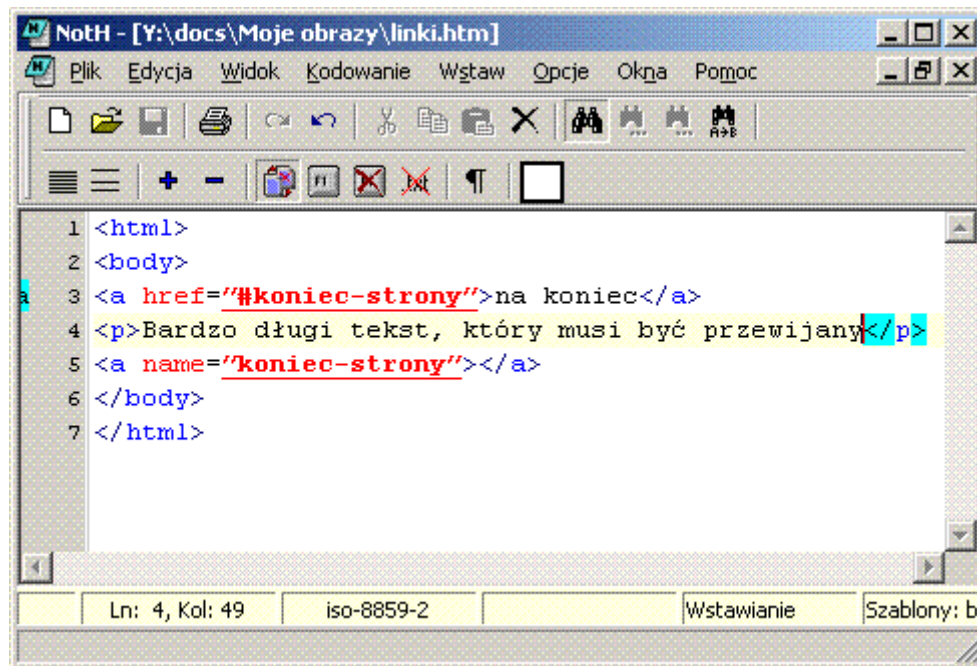 NotH - [Y:\docs\Moje obrazy\linki.htm]
Plik Edycja Widok Kodowanie Wstaw Opcje Okna Pomoc
A→B
F1 .txt ¶
1 <html>
2 <body>
a 3 <a href="#koniec-strony">na koniec</a>
4 <p>Bardzo długi tekst, który musi być przewijany</p>
5 <a name="koniec-strony"></a>
6 </body>
7 </html>
Ln: 4, Kol: 49 iso-8859-2 Wstawianie Szablony: b